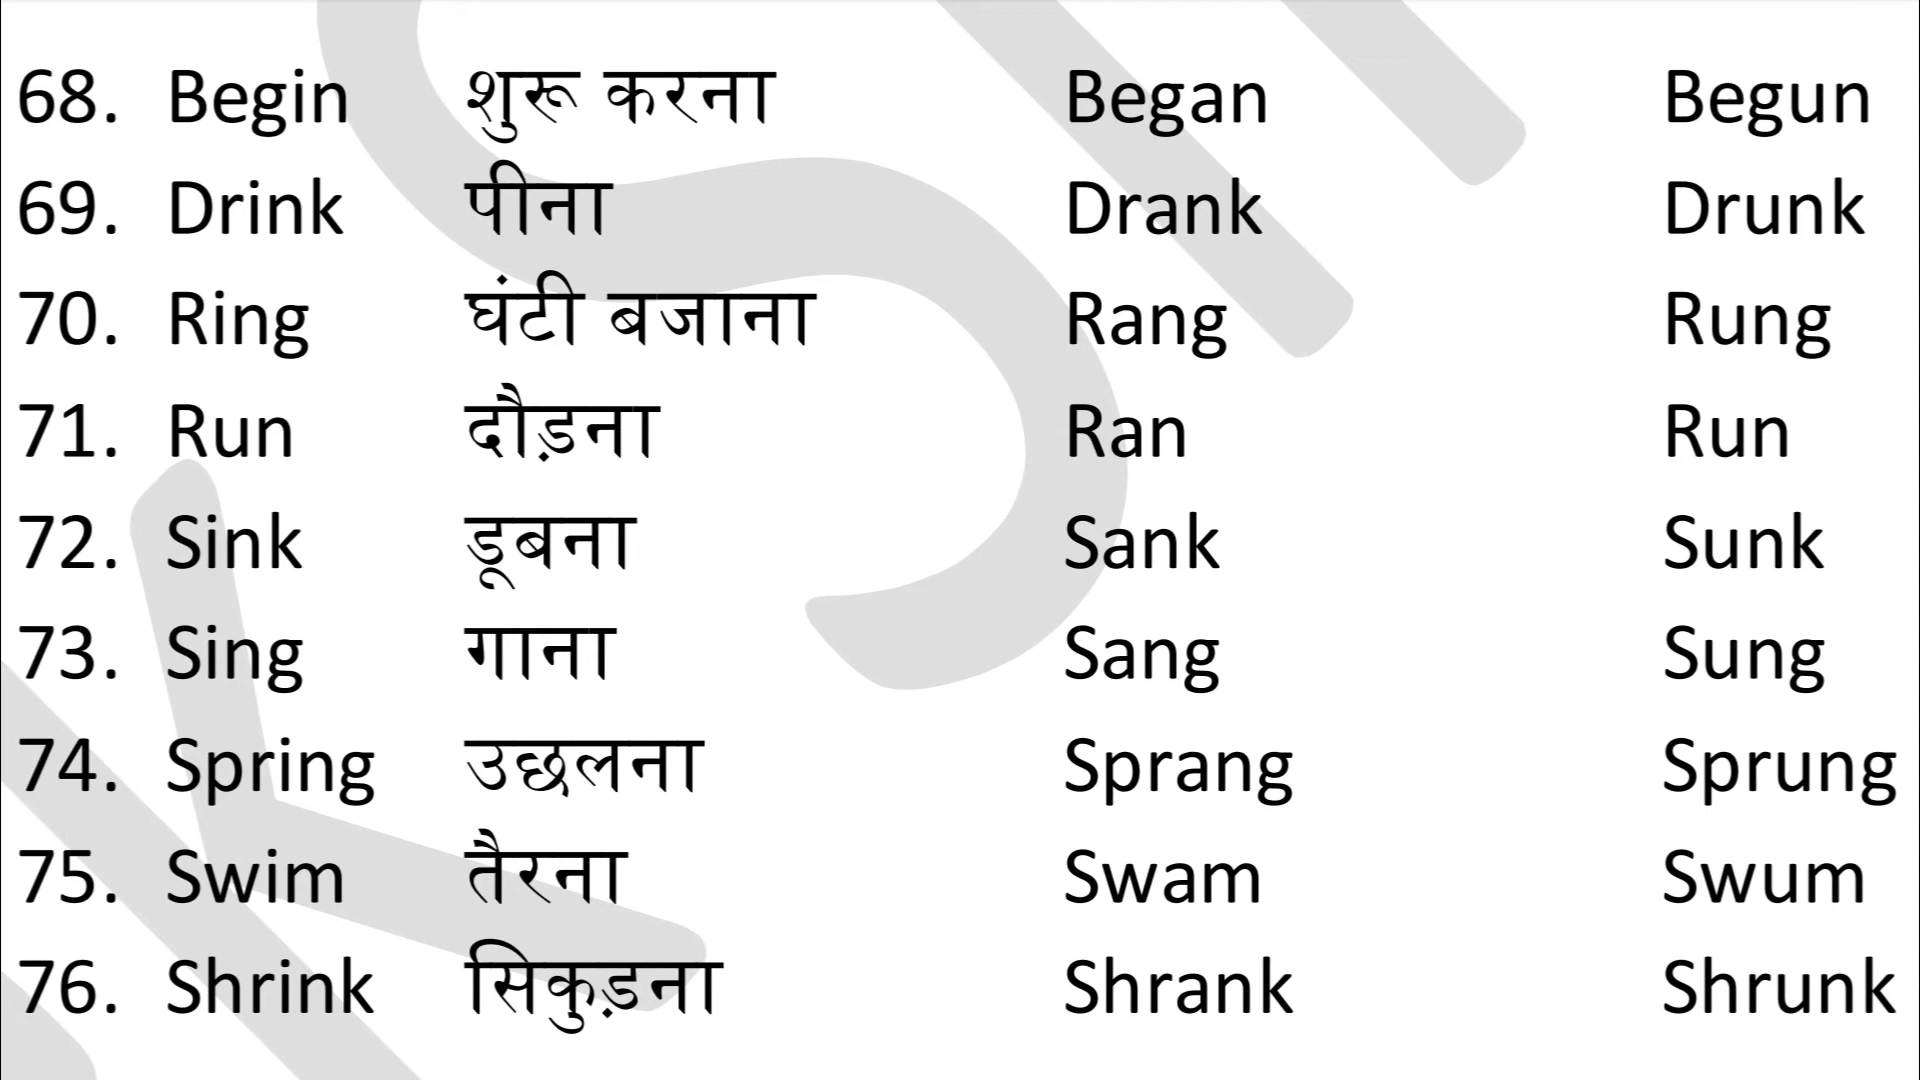 68. Begin शुरू करना Began Begun
69. Drink पीना Drank Drunk
70. Ring घंटी बजाना Rang Rung
71. Run दौड़ना Ran Run
72. Sink डूबना Sank Sunk
73. Sing गाना Sang Sung
74. Spring उछलना Sprang Sprung
75. Swim तैरना Swam Swum
76. Shrink सिकुड़ना Shrank Shrunk